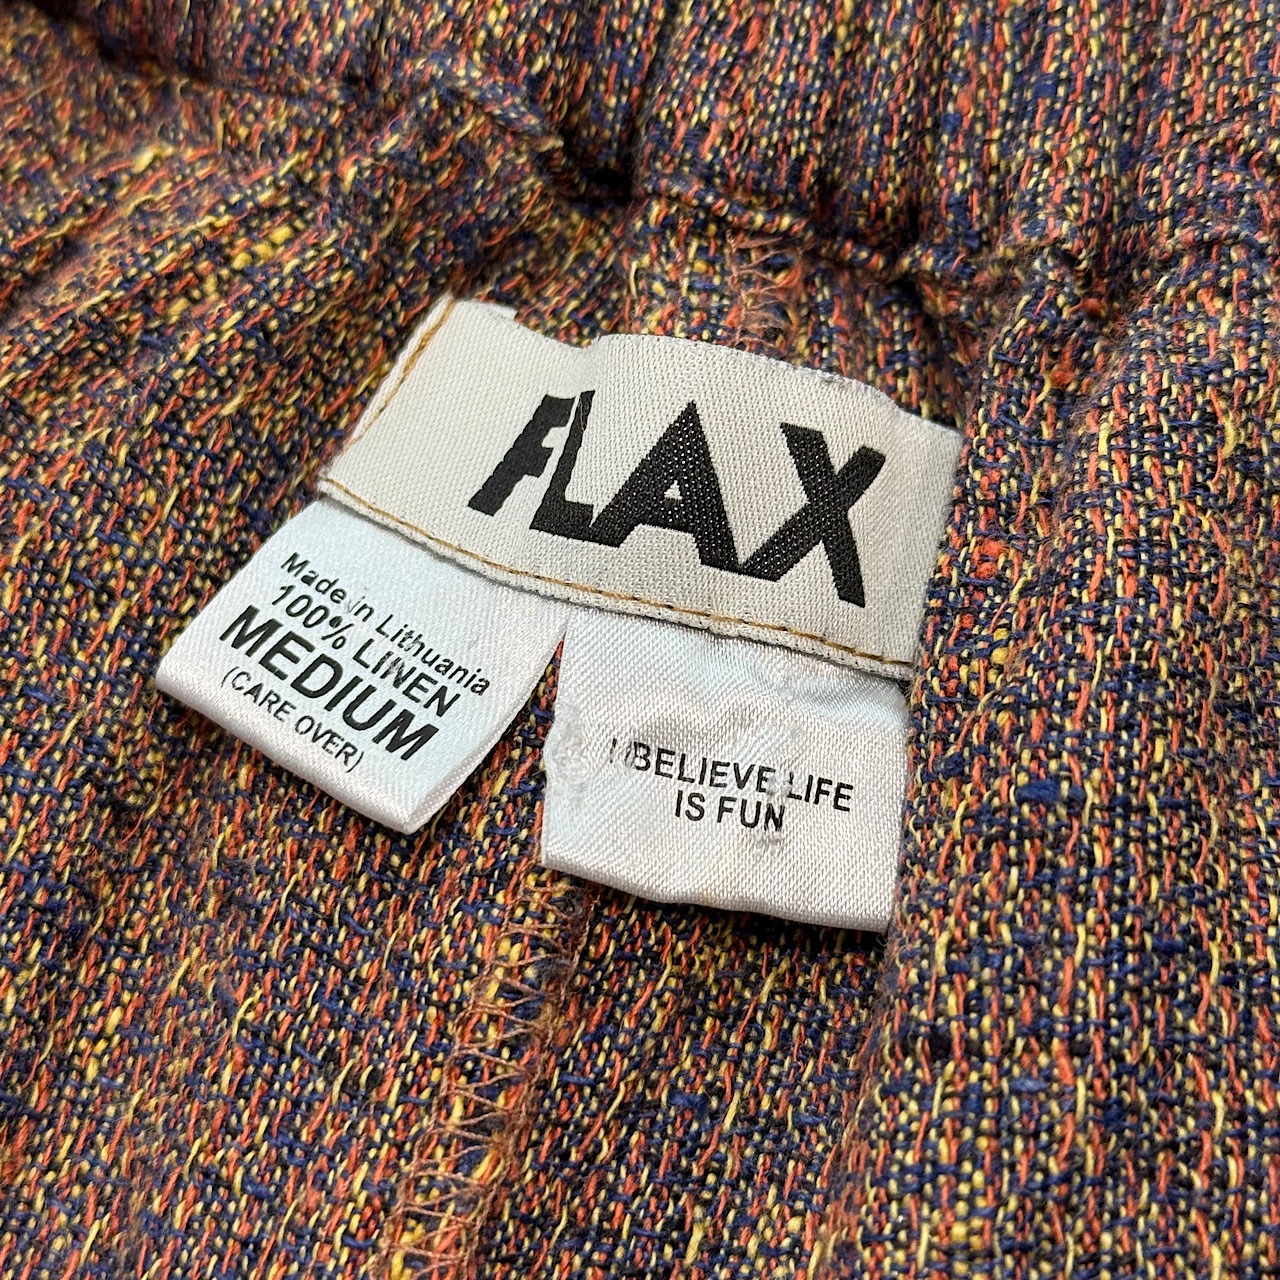 FLAX
Made in Lithuania
100% LINEN
MEDIUM
(CARE OVER)
I BELIEVE LIFE
IS FUN